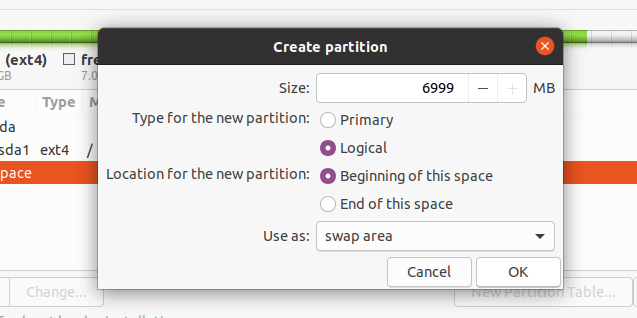 Create partition
(ext4) fre
GB 7.0
Size: 6999 MB
e Type M
Type for the new partition: Primary
da
Logical
sda1 ext4 /
Location for the new partition: Beginning of this space
pace
End of this space
Use as: swap area
Cancel OK
Change... New Partition Table...